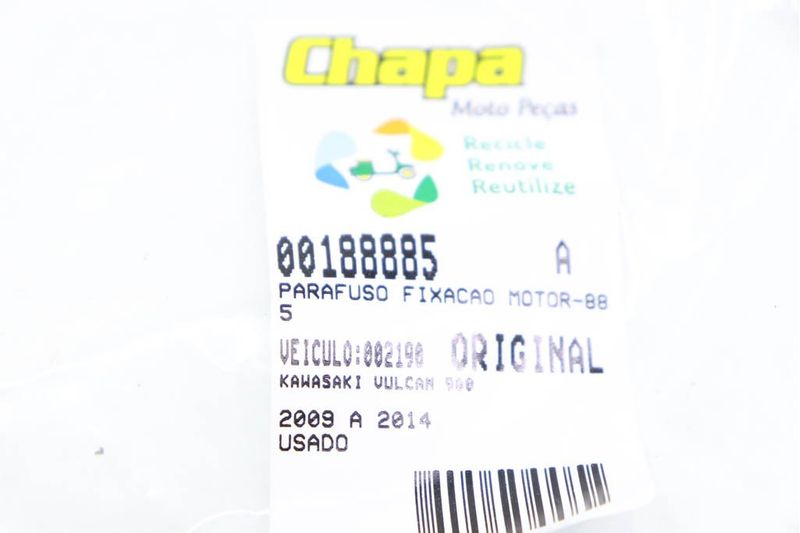 Chapa
Moto Peças
Recicle
Renove
Reutilize
00188885 A
PARAFUSO FIXACAO MOTOR-88
5
VEICULO:002190 ORIGINAL
KAWASAKI VULCAN 900
2009 A 2014
USADO